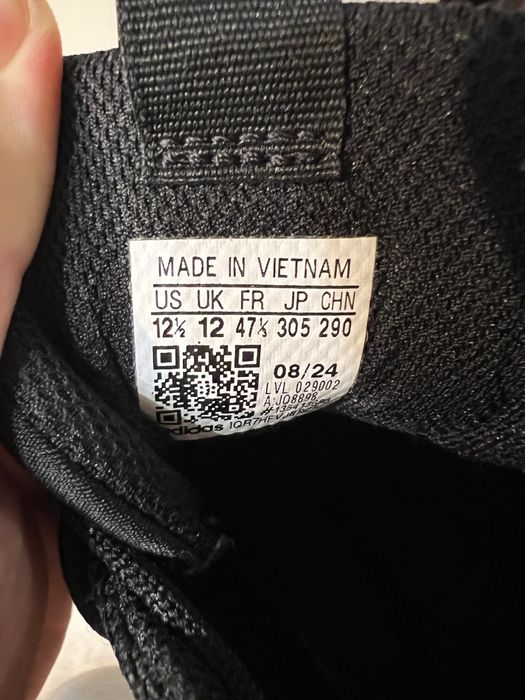 MADE IN VIETNAM
US UK FR JP CHN
12½ 12 47⅓ 305 290
08/24
LVL 029002
A:JQ8898
adidas